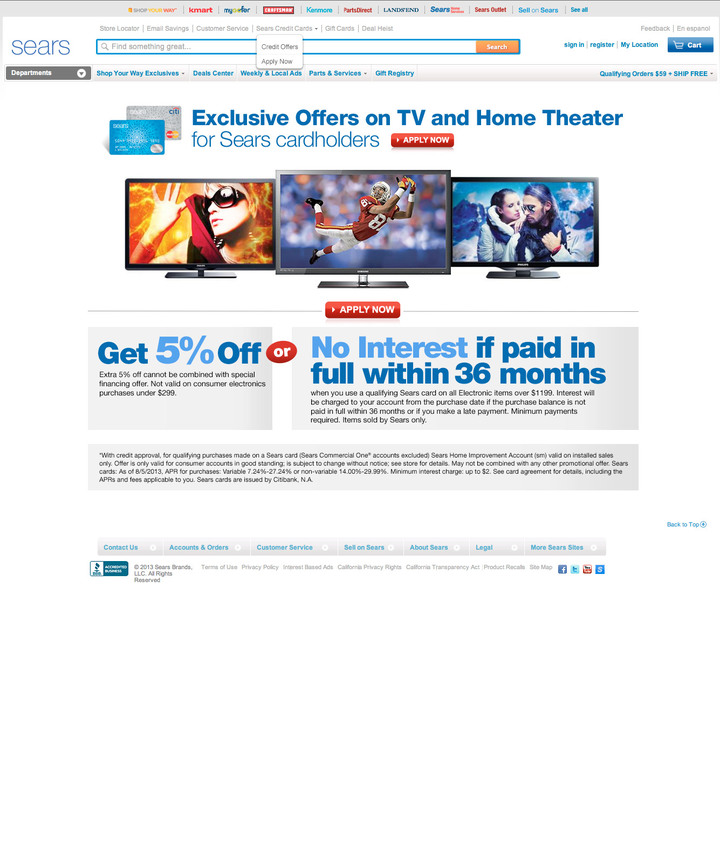 SHOP YOUR WAY | kmart | mygofer | CRAFTSMAN | Kenmore | PartsDirect | LANDS'END | Sears Home Services | Sears Outlet | Sell on Sears | See all
Store Locator | Email Savings | Customer Service | Sears Credit Cards | Gift Cards | Deal Heist
Feedback | En espanol
sears
Find something great...
Search
Credit Offers
Apply Now
sign in | register | My Location
Cart
Departments
Shop Your Way Exclusives
Deals Center
Weekly & Local Ads
Parts & Services
Gift Registry
Qualifying Orders $59 + SHIP FREE
sears
citi
Exclusive Offers on TV and Home Theater
for Sears cardholders
APPLY NOW
APPLY NOW
Get 5% Off
Extra 5% off cannot be combined with special
financing offer. Not valid on consumer electronics
purchases under $299.
or
No Interest if paid in
full within 36 months
when you use a qualifying Sears card on all Electronic items over $1199. Interest will
be charged to your account from the purchase date if the purchase balance is not
paid in full within 36 months or if you make a late payment. Minimum payments
required. Items sold by Sears only.
*With credit approval, for qualifying purchases made on a Sears card (Sears Commercial One® accounts excluded) Sears Home Improvement Account (sm) valid on installed sales
only. Offer is only valid for consumer accounts in good standing; is subject to change without notice; see store for details. May not be combined with any other promotional offer. Sears
cards: As of 8/5/2013, APR for purchases: Variable 7.24%-27.24% or non-variable 14.00%-29.99%. Minimum interest charge: up to $2. See card agreement for details, including the
APRs and fees applicable to you. Sears cards are issued by Citibank, N.A.
Back to Top
Contact Us
Accounts & Orders
Customer Service
Sell on Sears
About Sears
Legal
More Sears Sites
BBB ACCREDITED BUSINESS
© 2013 Sears Brands,
LLC. All Rights
Reserved
Terms of Use Privacy Policy Interest Based Ads California Privacy Rights California Transparency Act Product Recalls Site Map